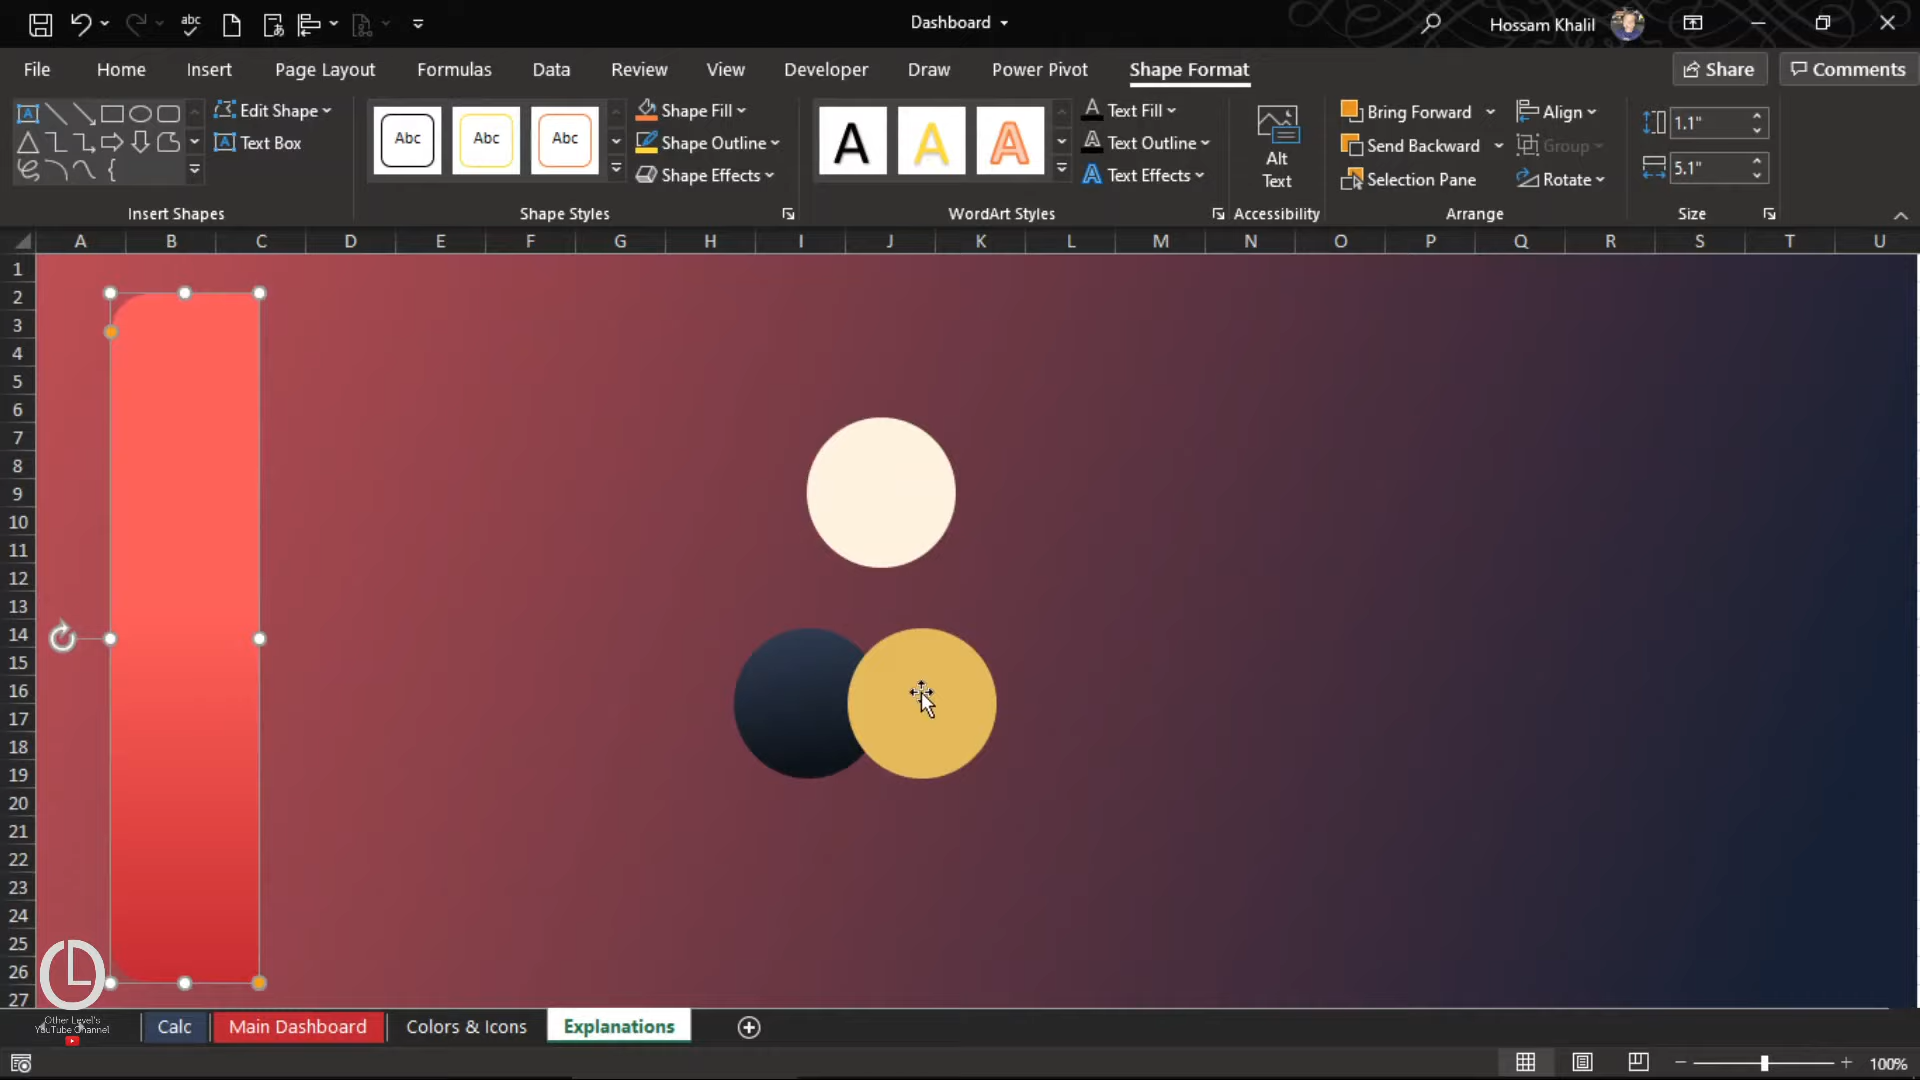 abc
Dashboard
Hossam Khalil
File
Home
Insert
Page Layout
Formulas
Data
Review
View
Developer
Draw
Power Pivot
Shape Format
Share
Comments
Edit Shape
Text Box
Insert Shapes
Abc
Abc
Abc
Shape Fill
Shape Outline
Shape Effects
Shape Styles
A
A
A
Text Fill
Text Outline
Text Effects
WordArt Styles
Alt
Text
Accessibility
Bring Forward
Send Backward
Selection Pane
Align
Group
Rotate
Arrange
1.1"
5.1"
Size
A B C D E F G H I J K L M N O P Q R S T U
1
2
3
4
5
6
7
8
9
10
11
12
13
14
15
16
17
18
19
20
21
22
23
24
25
26
27
Other Level's
YouTube Channel
Calc
Main Dashboard
Colors & Icons
Explanations
100%